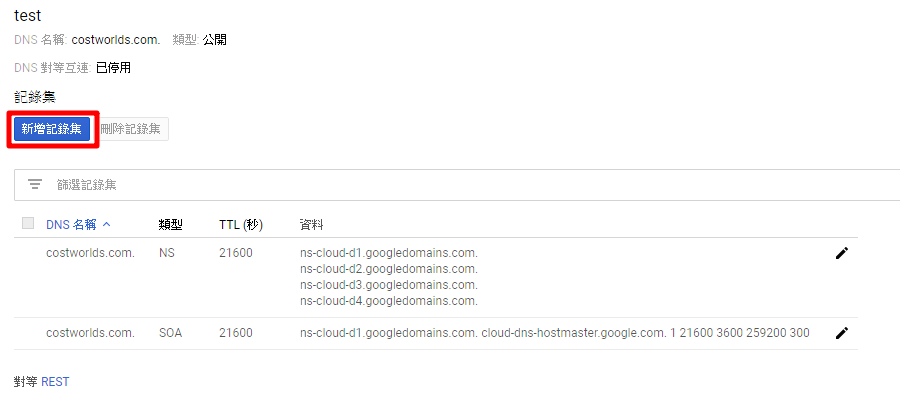 test
DNS 名稱: costworlds.com. 類型: 公開
DNS 對等互連: 已停用
記錄集
新增記錄集 刪除記錄集
篩選記錄集
DNS 名稱 類型 TTL (秒) 資料
costworlds.com. NS 21600 ns-cloud-d1.googledomains.com.
ns-cloud-d2.googledomains.com.
ns-cloud-d3.googledomains.com.
ns-cloud-d4.googledomains.com.
costworlds.com. SOA 21600 ns-cloud-d1.googledomains.com. cloud-dns-hostmaster.google.com. 1 21600 3600 259200 300
對等 REST